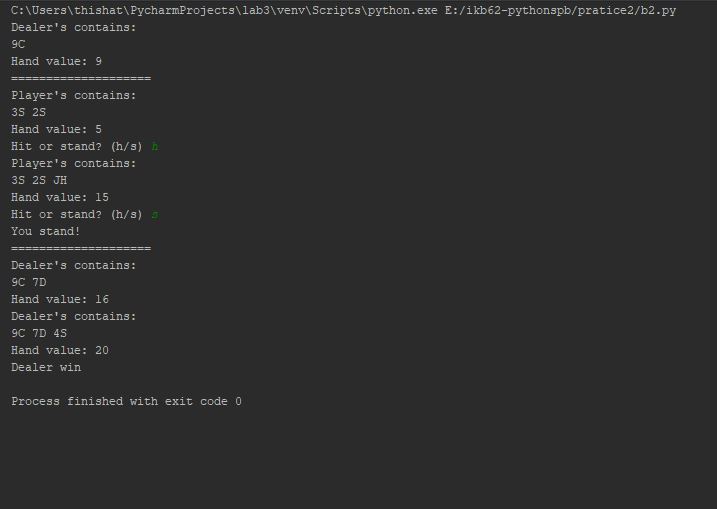 C:\Users\thishat\PycharmProjects\lab3\venv\Scripts\python.exe E:/ikb62-pythonspb/pratice2/b2.py
Dealer's contains:
9C
Hand value: 9
=====================
Player's contains:
3S 2S
Hand value: 5
Hit or stand? (h/s) h
Player's contains:
3S 2S JH
Hand value: 15
Hit or stand? (h/s) s
You stand!
=====================
Dealer's contains:
9C 7D
Hand value: 16
Dealer's contains:
9C 7D 4S
Hand value: 20
Dealer win
Process finished with exit code 0